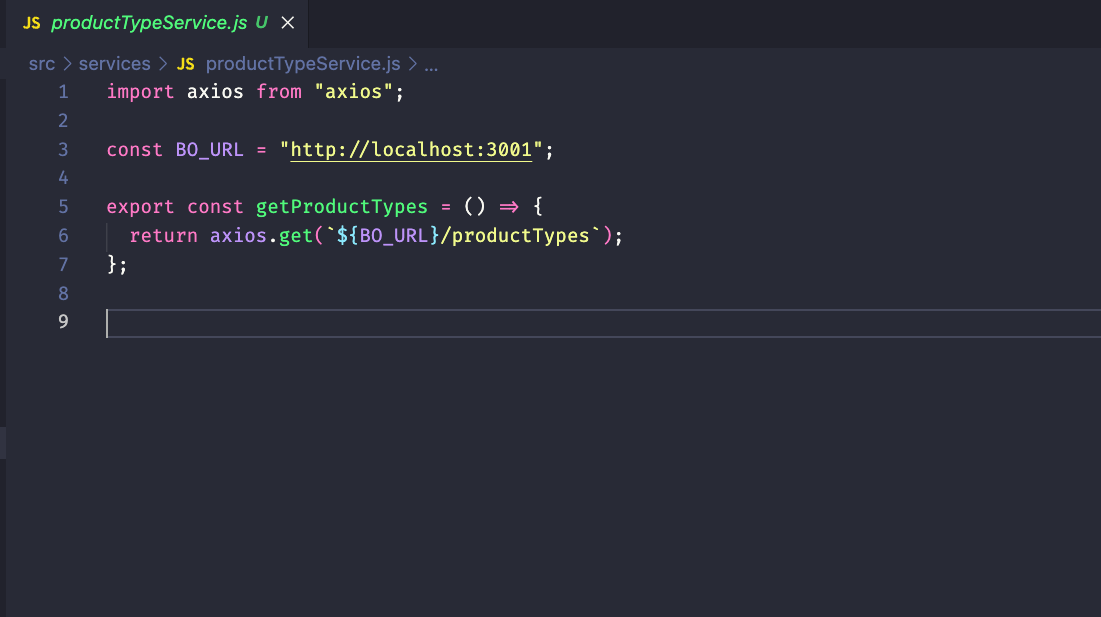 JS productTypeService.js U ×
src > services > JS productTypeService.js > ...
1 import axios from "axios";
2
3 const BO_URL = "http://localhost:3001";
4
5 export const getProductTypes = () => {
6 return axios.get(`${BO_URL}/productTypes`);
7 };
8
9